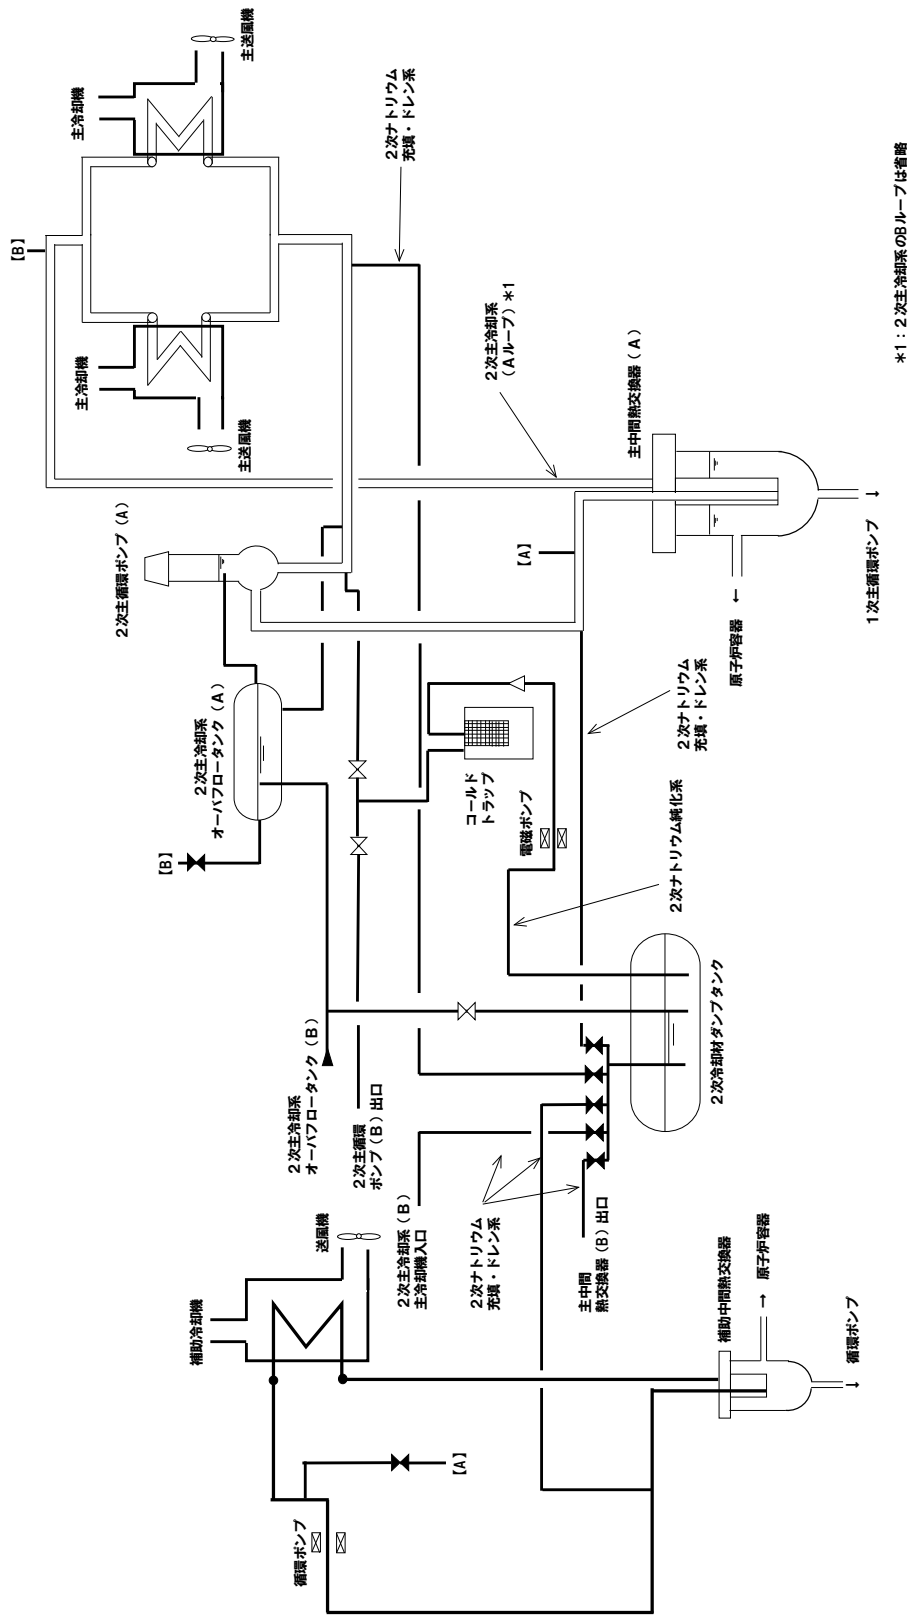 【B】
主冷却機
主冷却機
2次主循環ポンプ（A）
【B】
補助冷却機
2次主冷却系
オーバフロータンク（A）
主送風機
主送風機
2次主冷却系
オーバフロータンク（B）
循環ポンプ
送風機
2次主循環
ポンプ（B）出口
2次ナトリウム
充填・ドレン系
2次主冷却系（B）
主冷却機入口
【A】
2次ナトリウム
充填・ドレン系
コールド
トラップ
2次主冷却系
（Aループ）*1
電磁ポンプ
【A】
主中間
熱交換器（B）出口
主中間熱交換器（A）
2次ナトリウム純化系
2次ナトリウム
充填・ドレン系
2次冷却材ダンプタンク
補助中間熱交換器
原子炉容器
原子炉容器
循環ポンプ
1次主循環ポンプ
*1：2次主冷却系のBループは省略